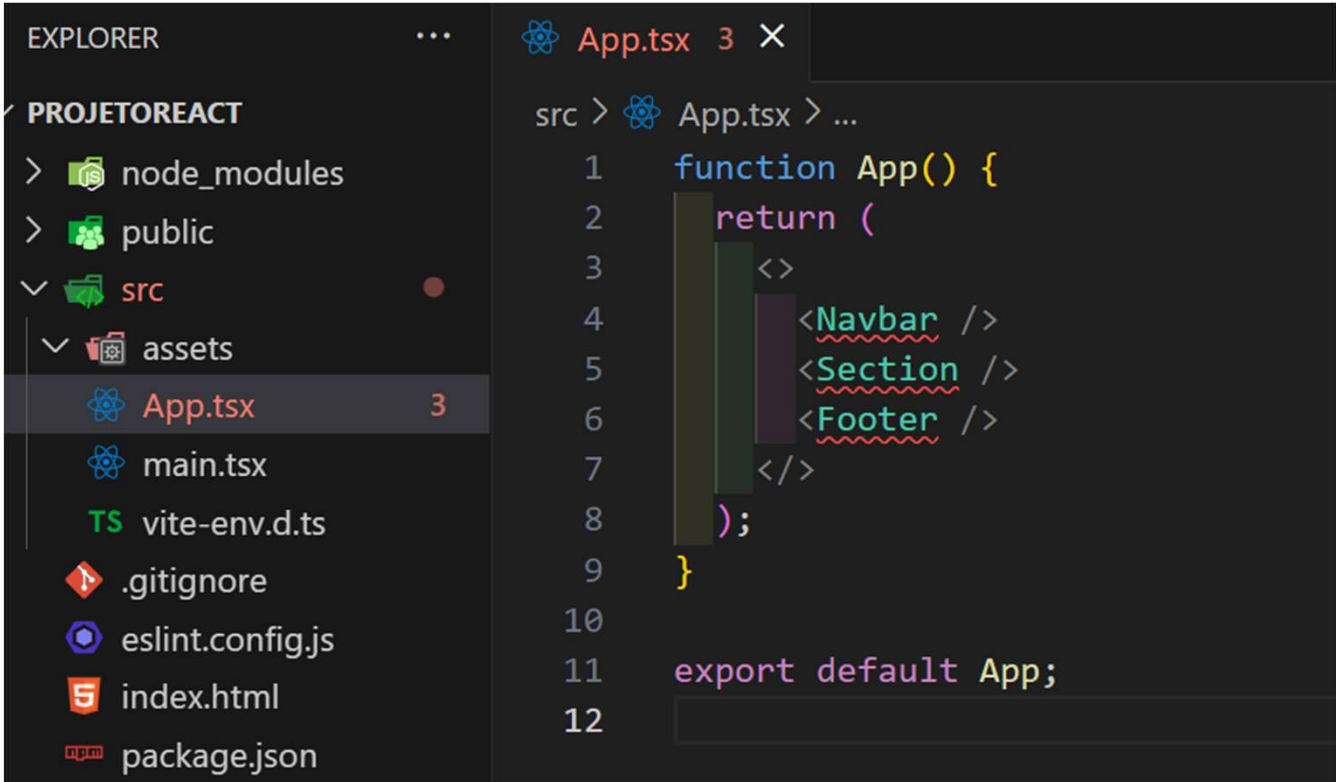 EXPLORER ...
PROJETOREACT
node_modules
public
src
assets
App.tsx 3
main.tsx
TS vite-env.d.ts
.gitignore
eslint.config.js
index.html
package.json
App.tsx 3 ×
src > App.tsx > ...
1 function App() {
2   return (
3     <>
4       <Navbar />
5       <Section />
6       <Footer />
7     </>
8   );
9 }
10
11 export default App;
12